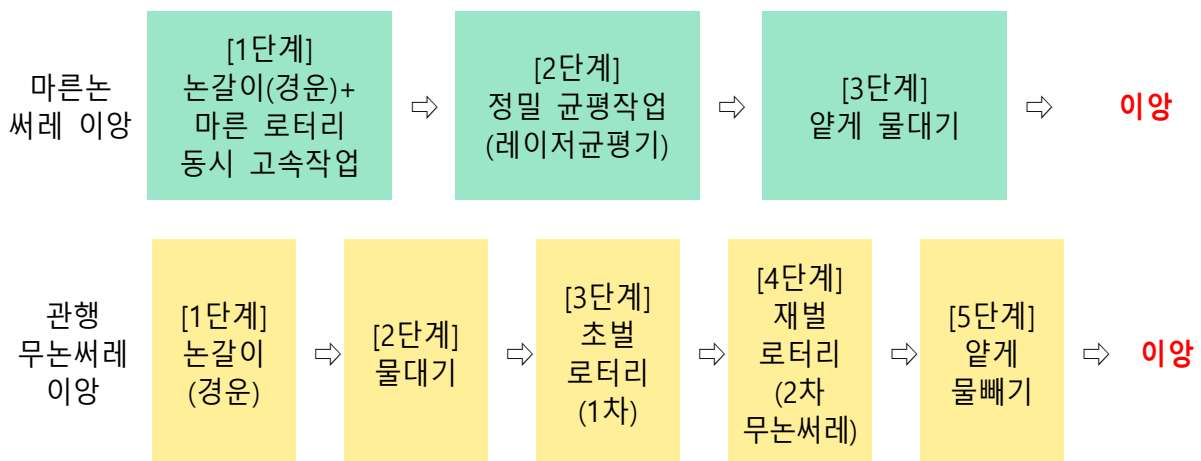 마른논
써레 이앙
[1단계]
논갈이(경운)+
마른 로터리
동시 고속작업
⇨
[2단계]
정밀 균평작업
(레이저균평기)
⇨
[3단계]
얕게 물대기
⇨
이앙
관행
무논써레
이앙
[1단계]
논갈이
(경운)
⇨
[2단계]
물대기
⇨
[3단계]
초벌
로터리
(1차)
⇨
[4단계]
재벌
로터리
(2차
무논써레)
⇨
[5단계]
얕게
물빼기
⇨
이앙